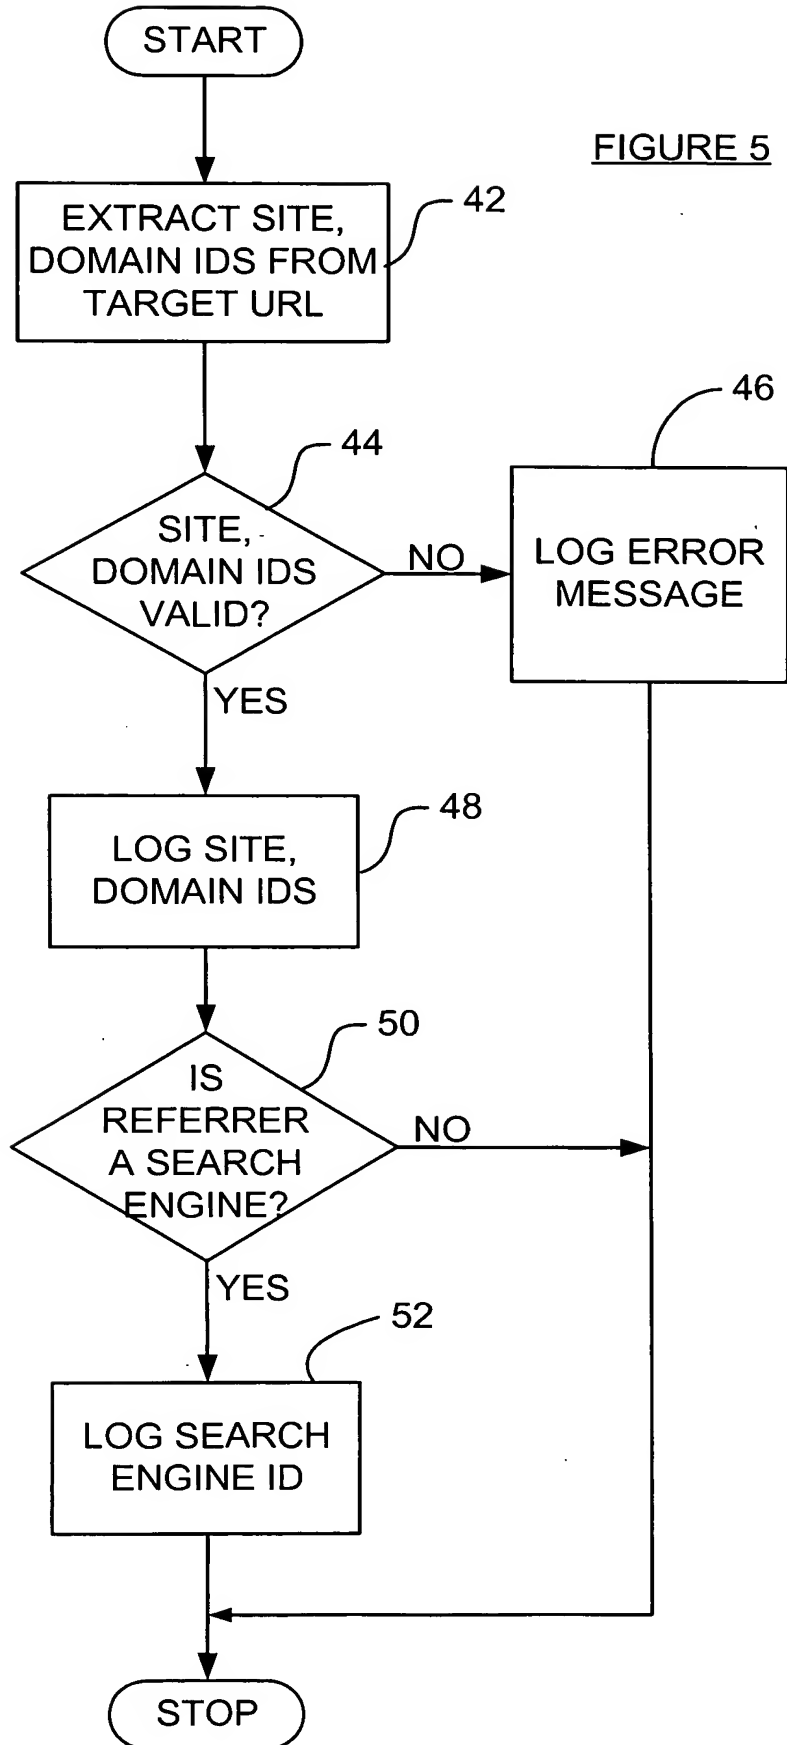 START
FIGURE 5
42
EXTRACT SITE,
DOMAIN IDS FROM
TARGET URL
46
44
SITE,
DOMAIN IDS
VALID?
NO
LOG ERROR
MESSAGE
YES
48
LOG SITE,
DOMAIN IDS
50
IS
REFERRER
A SEARCH
ENGINE?
NO
YES
52
LOG SEARCH
ENGINE ID
STOP